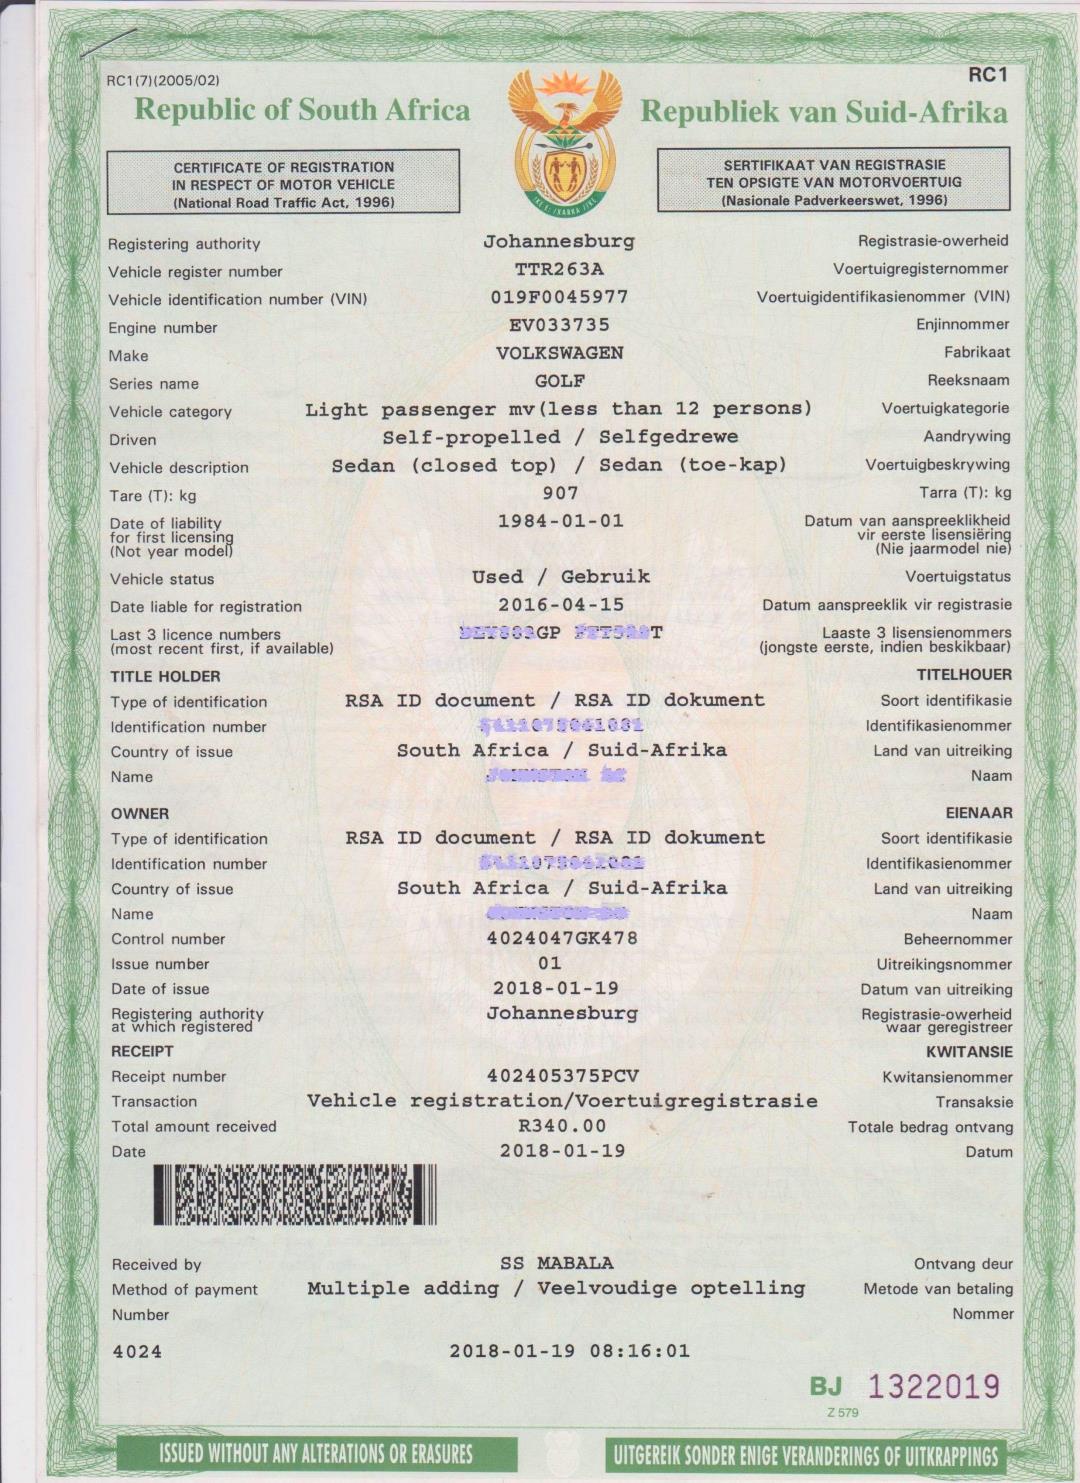 RC1(7)(2005/02)
RC1
Republic of South Africa
Republiek van Suid-Afrika
CERTIFICATE OF REGISTRATION
IN RESPECT OF MOTOR VEHICLE
(National Road Traffic Act, 1996)
SERTIFIKAAT VAN REGISTRASIE
TEN OPSIGTE VAN MOTORVOERTUIG
(Nasionale Padverkeerswet, 1996)
Registering authority Johannesburg Registrasie-owerheid
Vehicle register number TTR263A Voertuigregisternommer
Vehicle identification number (VIN) 019F0045977 Voertuigidentifikasienommer (VIN)
Engine number EV033735 Enjinnommer
Make VOLKSWAGEN Fabrikaat
Series name GOLF Reeksnaam
Vehicle category Light passenger mv(less than 12 persons) Voertuigkategorie
Driven Self-propelled / Selfgedrewe Aandrywing
Vehicle description Sedan (closed top) / Sedan (toe-kap) Voertuigbeskrywing
Tare (T): kg 907 Tarra (T): kg
Date of liability 1984-01-01 Datum van aanspreeklikheid
for first licensing vir eerste lisensiëring
(Not year model) (Nie jaarmodel nie)
Vehicle status Used / Gebruik Voertuigstatus
Date liable for registration 2016-04-15 Datum aanspreeklik vir registrasie
Last 3 licence numbers Laaste 3 lisensienommers
(most recent first, if available) (jongste eerste, indien beskikbaar)
TITLE HOLDER TITELHOUER
Type of identification RSA ID document / RSA ID dokument Soort identifikasie
Identification number Identifikasienommer
Country of issue South Africa / Suid-Afrika Land van uitreiking
Name Naam
OWNER EIENAAR
Type of identification RSA ID document / RSA ID dokument Soort identifikasie
Identification number Identifikasienommer
Country of issue South Africa / Suid-Afrika Land van uitreiking
Name Naam
Control number 4024047GK478 Beheernommer
Issue number 01 Uitreikingsnommer
Date of issue 2018-01-19 Datum van uitreiking
Registering authority Johannesburg Registrasie-owerheid
at which registered waar geregistreer
RECEIPT KWITANSIE
Receipt number 402405375PCV Kwitansienommer
Transaction Vehicle registration/Voertuigregistrasie Transaksie
Total amount received R340.00 Totale bedrag ontvang
Date 2018-01-19 Datum
Received by SS MABALA Ontvang deur
Method of payment Multiple adding / Veelvoudige optelling Metode van betaling
Number Nommer
4024 2018-01-19 08:16:01
BJ 1322019
Z 579
ISSUED WITHOUT ANY ALTERATIONS OR ERASURES
UITGEREIK SONDER ENIGE VERANDERINGS OF UITKRAPPINGS